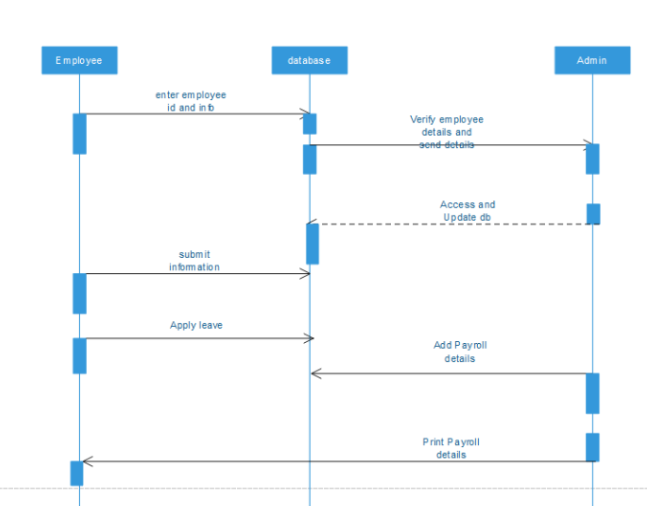 Employee
database
Admin
enter employee
id and info
Verify employee
details and
send details
Access and
Update db
submit
information
Apply leave
Add Payroll
details
Print Payroll
details